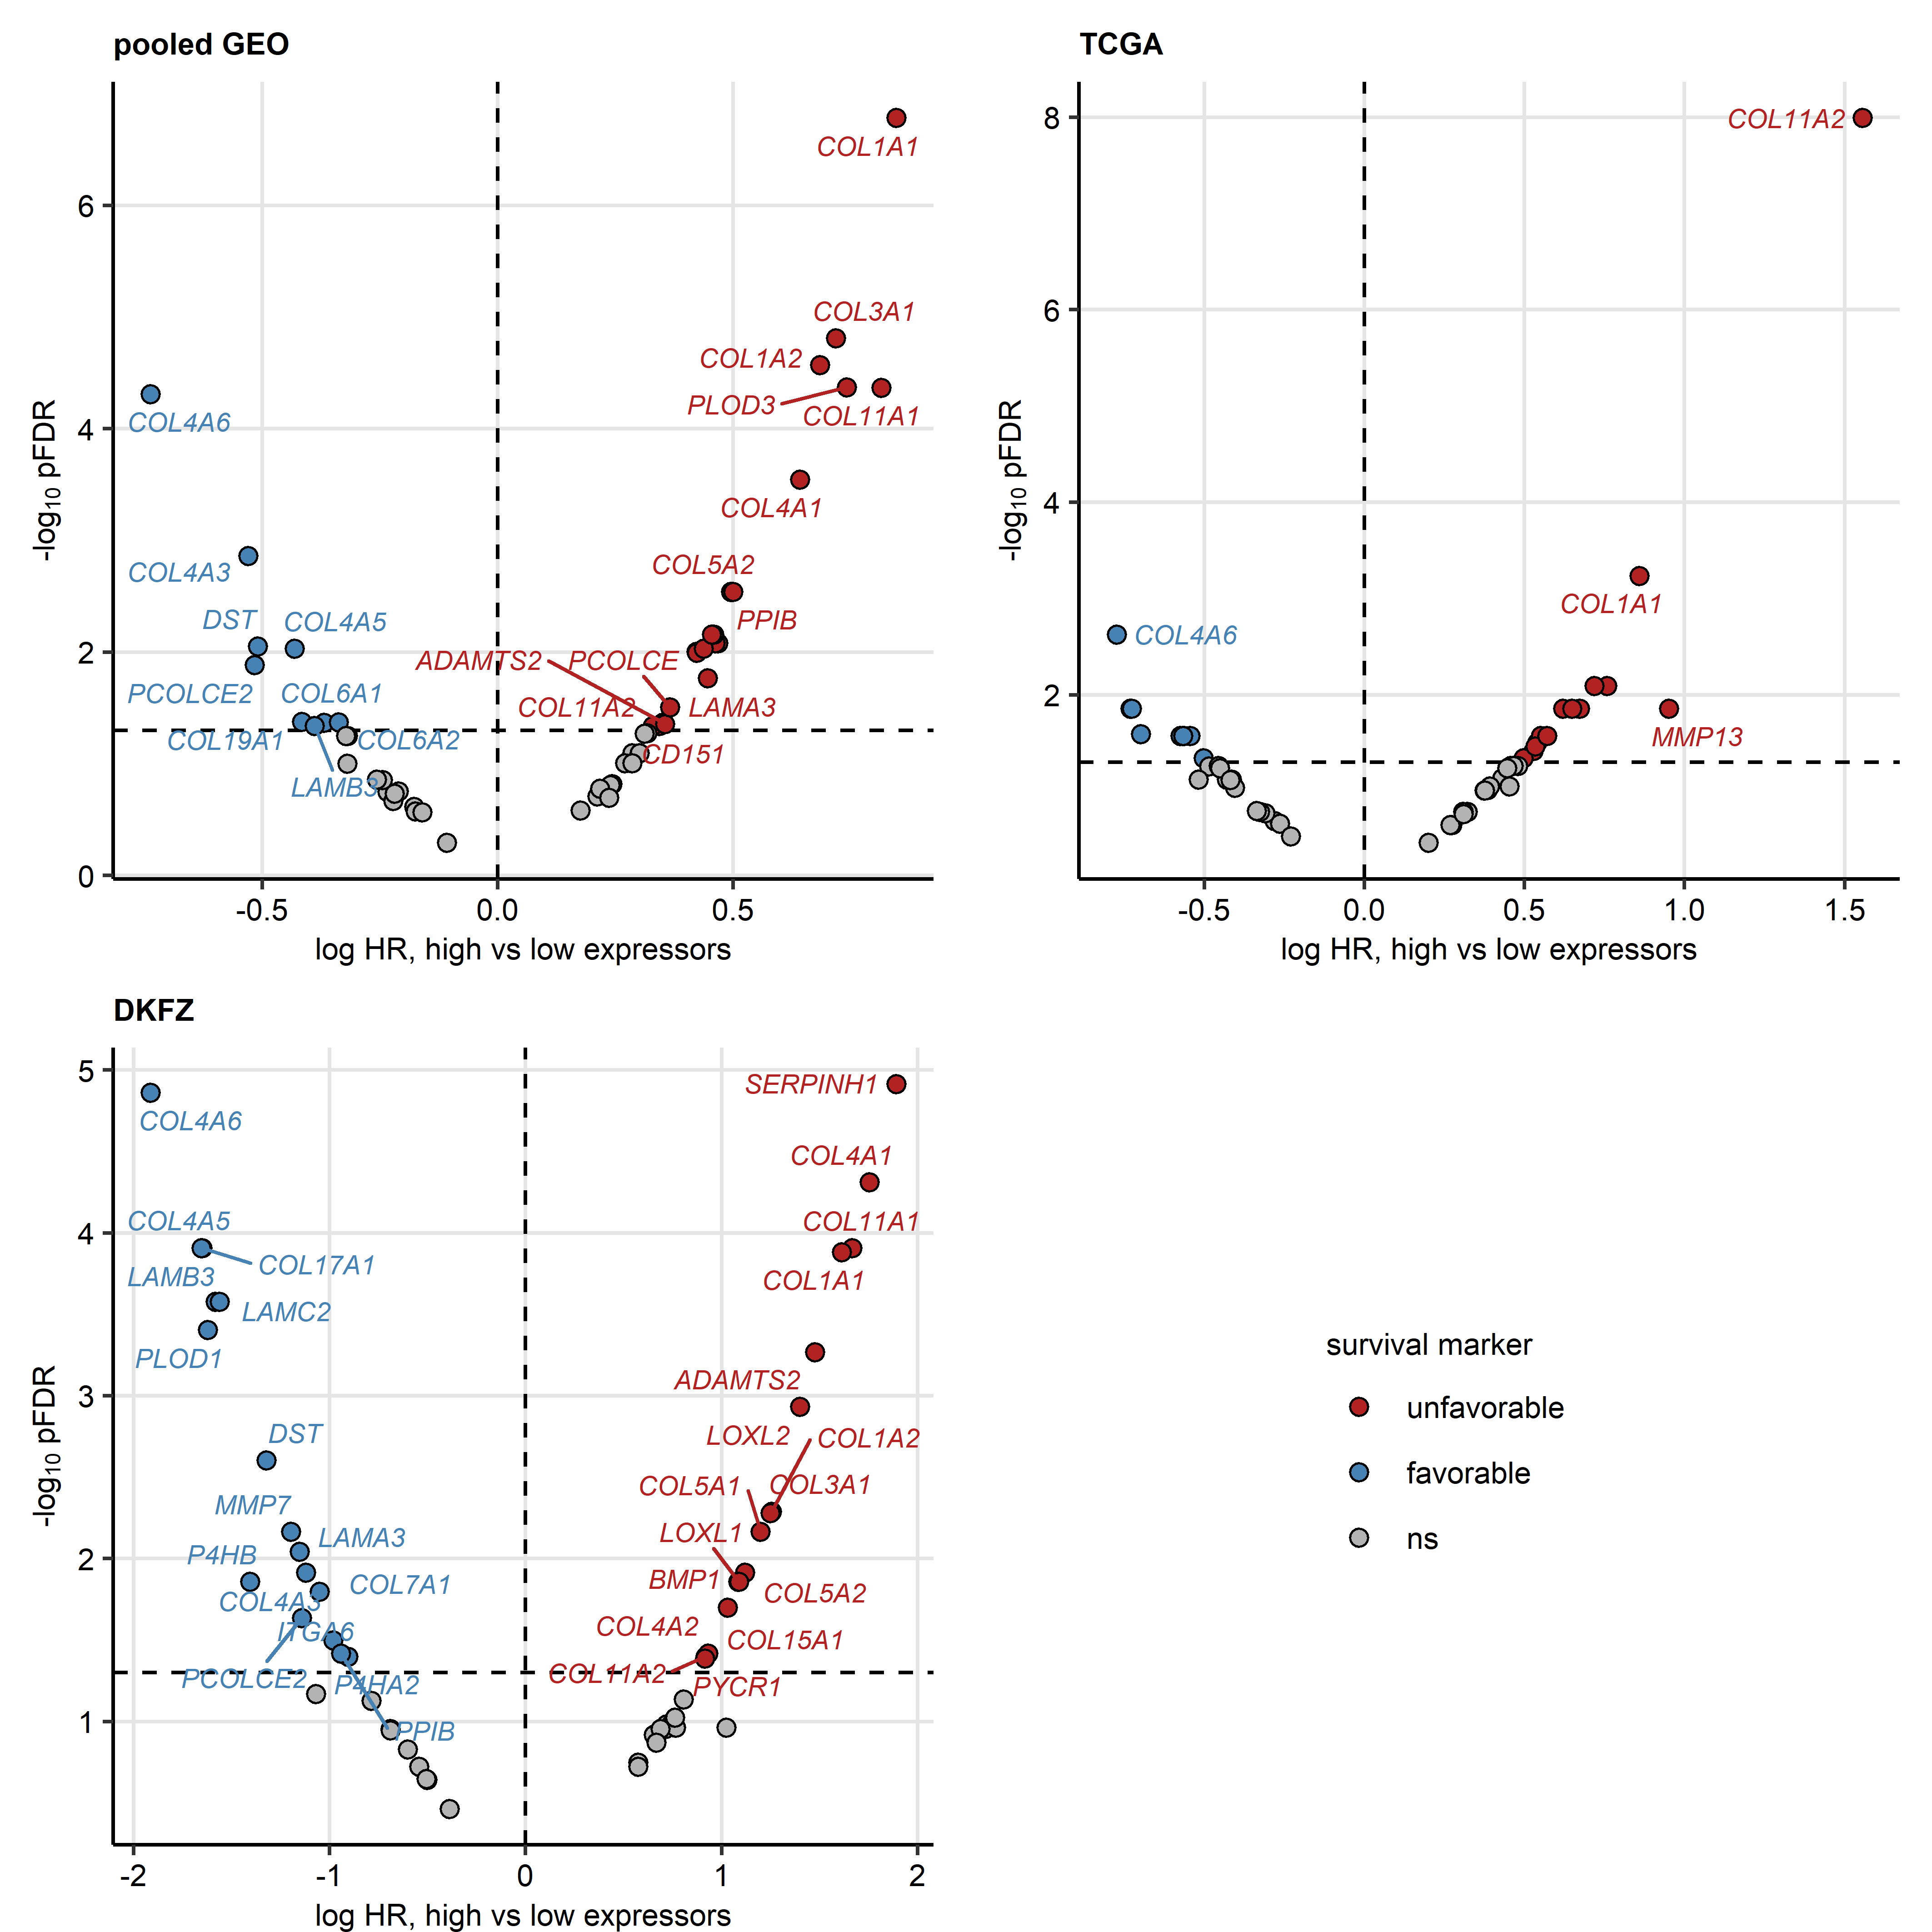 pooled GEO
COL1A1
6
COL3A1
COL1A2
PLOD3
COL11A1
COL4A6
4
COL4A1
COL4A3
COL5A2
DST
COL4A5
PPIB
2
ADAMTS2
PCOLCE
PCOLCE2
COL6A1
COL11A2
LAMA3
COL19A1
COL6A2
CD151
LAMB3
0
-0.5
0.0
0.5
-log10 pFDR
log HR, high vs low expressors
TCGA
8
COL11A2
6
4
COL1A1
COL4A6
2
MMP13
-0.5
0.0
0.5
1.0
1.5
-log10 pFDR
log HR, high vs low expressors
DKFZ
5
SERPINH1
COL4A6
COL4A1
COL4A5
COL11A1
4
COL17A1
LAMB3
COL1A1
LAMC2
PLOD1
ADAMTS2
3
DST
LOXL2
COL1A2
COL5A1
COL3A1
MMP7
LAMA3
LOXL1
P4HB
2
BMP1
COL7A1
COL5A2
COL4A3
ITGA6
COL4A2
COL15A1
PCOLCE2
P4HA2
COL11A2
PYCR1
PPIB
1
-2
-1
0
1
2
-log10 pFDR
log HR, high vs low expressors
survival marker
unfavorable
favorable
ns